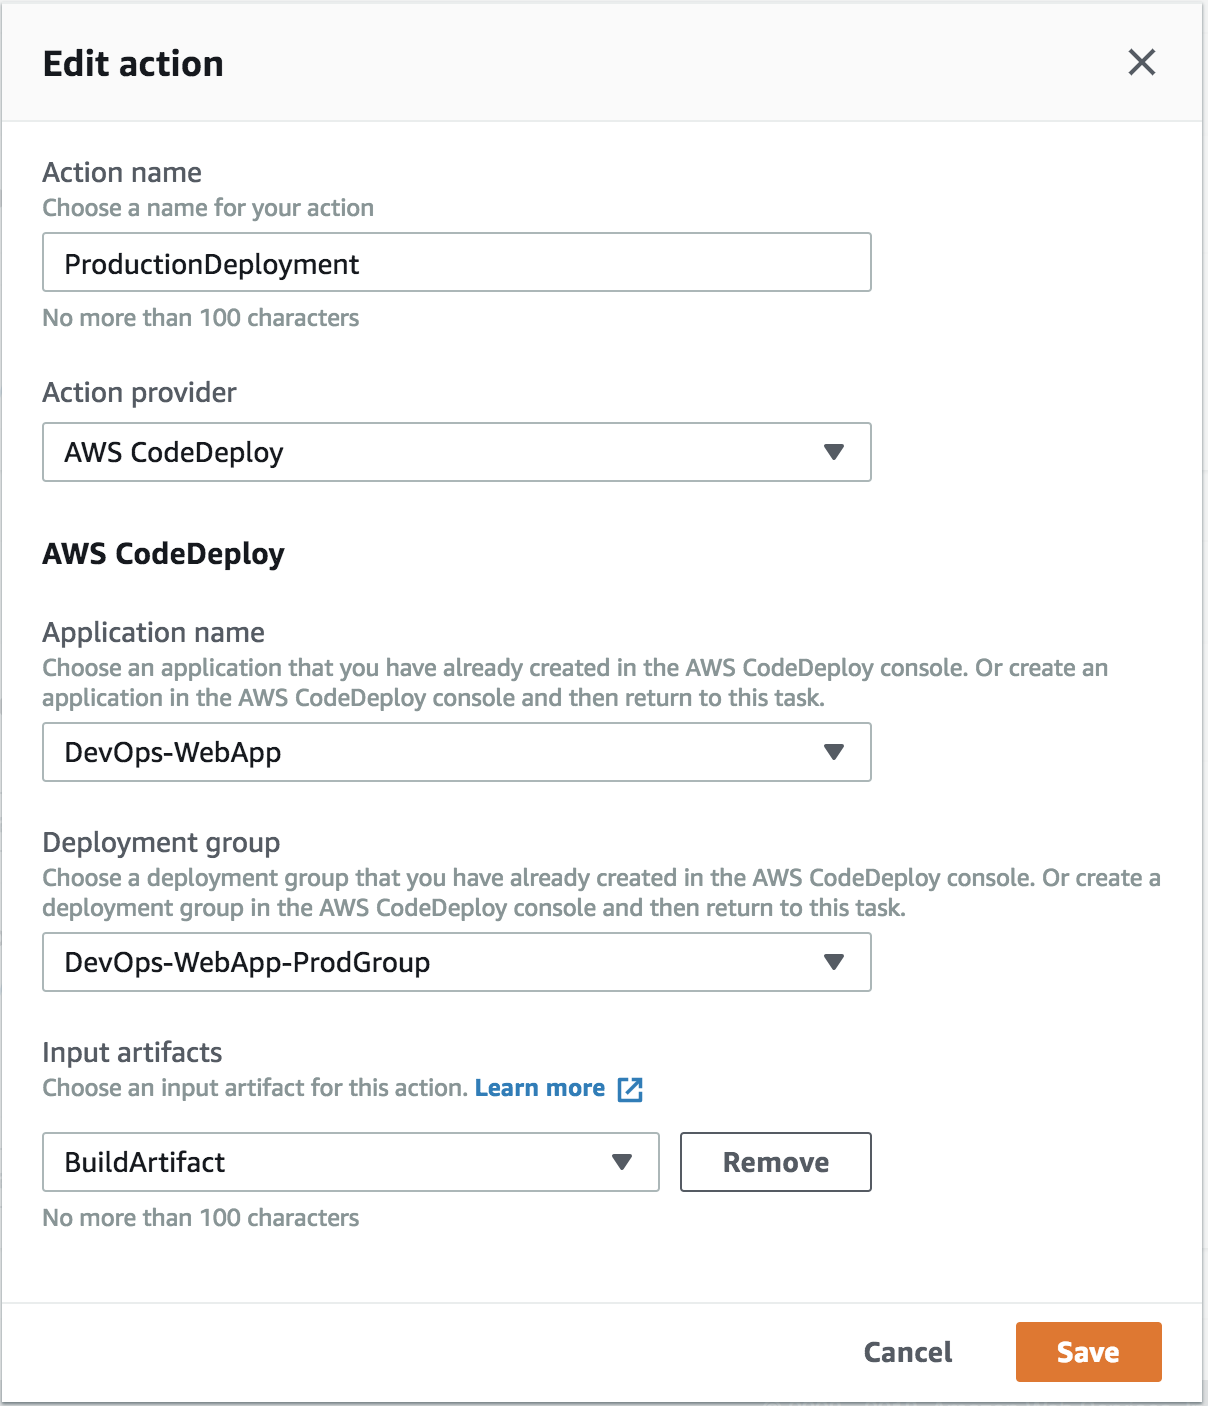 Edit action
Action name
Choose a name for your action
ProductionDeployment
No more than 100 characters
Action provider
AWS CodeDeploy
AWS CodeDeploy
Application name
Choose an application that you have already created in the AWS CodeDeploy console. Or create an
application in the AWS CodeDeploy console and then return to this task.
DevOps-WebApp
Deployment group
Choose a deployment group that you have already created in the AWS CodeDeploy console. Or create a
deployment group in the AWS CodeDeploy console and then return to this task.
DevOps-WebApp-ProdGroup
Input artifacts
Choose an input artifact for this action. Learn more
BuildArtifact
Remove
No more than 100 characters
Cancel
Save